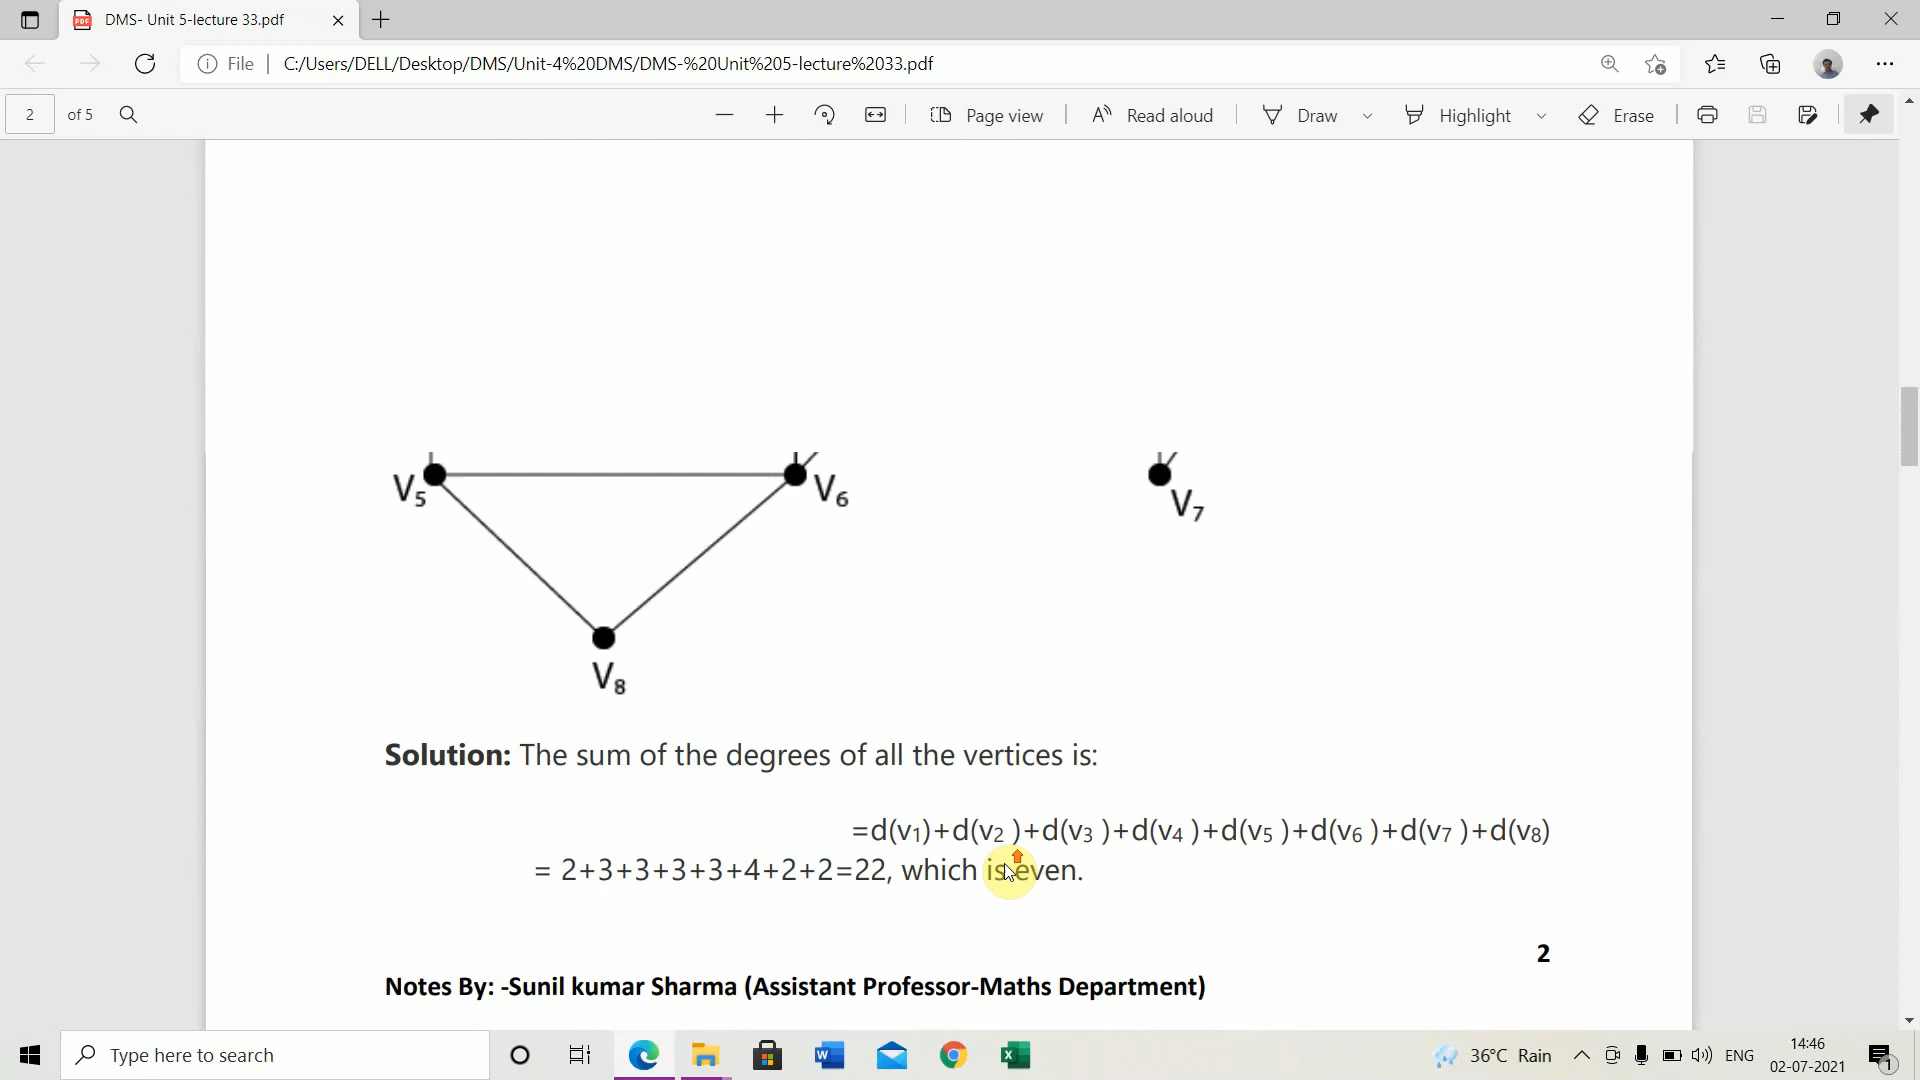 DMS- Unit 5-lecture 33.pdf
File
C:/Users/DELL/Desktop/DMS/Unit-4%20DMS/DMS-%20Unit%205-lecture%2033.pdf
2 of 5
Page view
Read aloud
Draw
Highlight
Erase
V5
V6
V7
V8
Solution: The sum of the degrees of all the vertices is:
=d(v1)+d(v2 )+d(v3 )+d(v4 )+d(v5 )+d(v6 )+d(v7 )+d(v8)
= 2+3+3+3+3+4+2+2=22, which is even.
2
Notes By: -Sunil kumar Sharma (Assistant Professor-Maths Department)
Type here to search
36°C Rain
ENG
14:46
02-07-2021
1